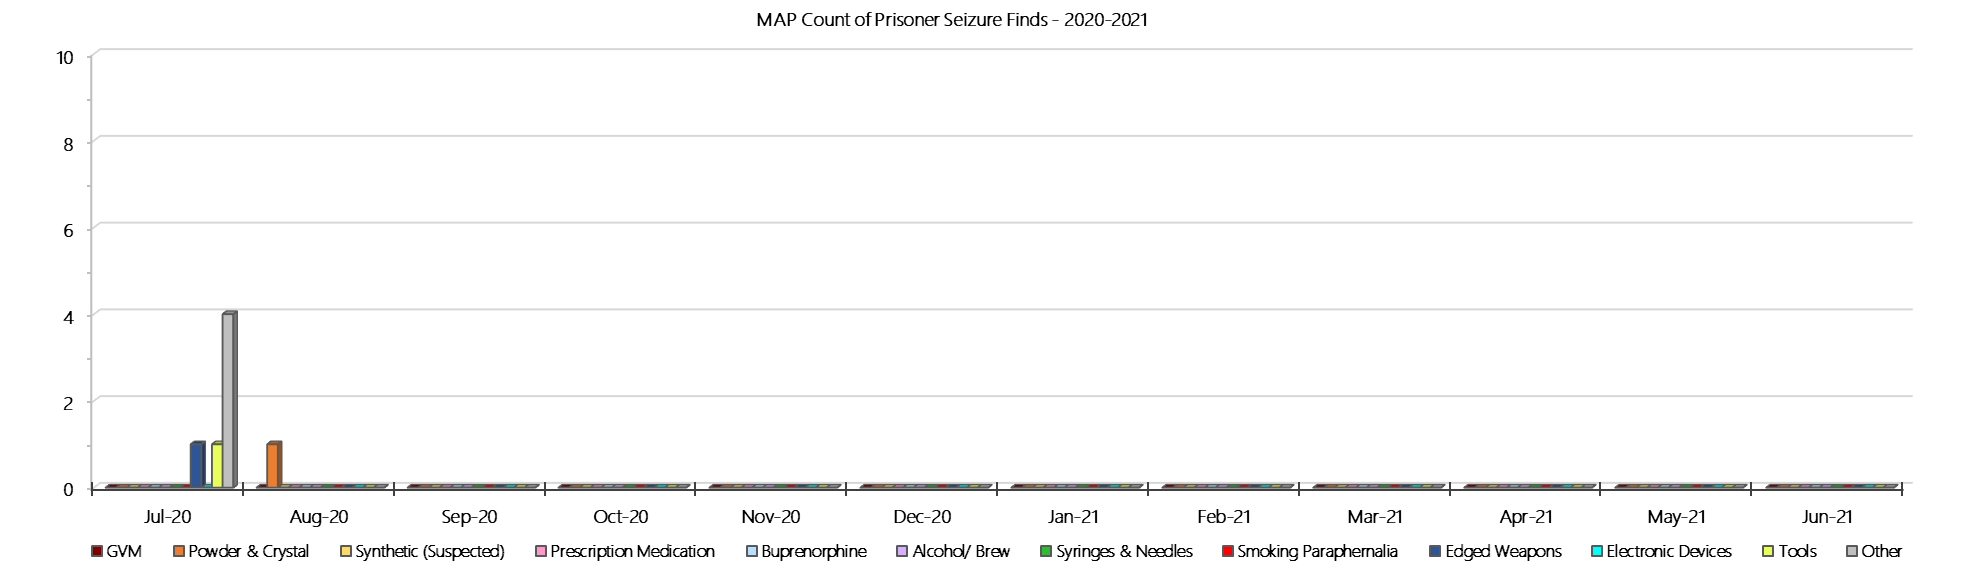 MAP Count of Prisoner Seizure Finds - 2020-2021
10
8
6
4
2
0
Jul-20 Aug-20 Sep-20 Oct-20 Nov-20 Dec-20 Jan-21 Feb-21 Mar-21 Apr-21 May-21 Jun-21
GVM Powder & Crystal Synthetic (Suspected) Prescription Medication Buprenorphine Alcohol/ Brew Syringes & Needles Smoking Paraphernalia Edged Weapons Electronic Devices Tools Other